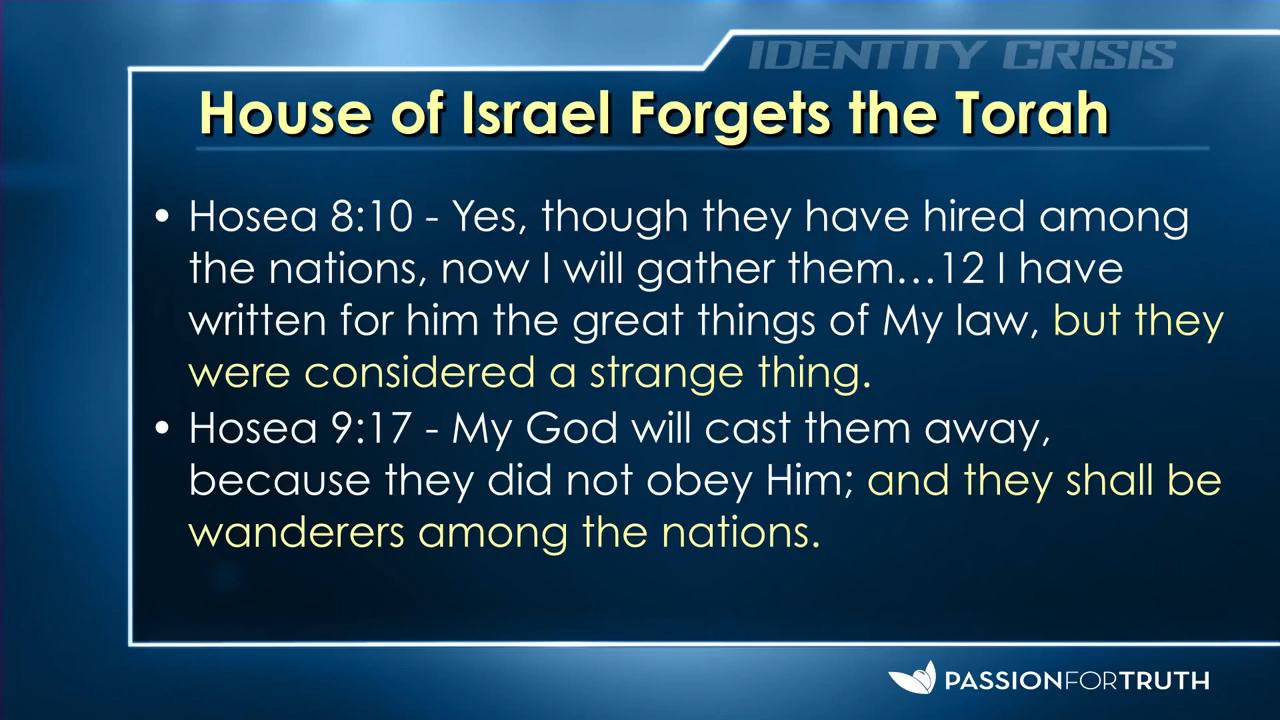 IDENTITY CRISIS
House of Israel Forgets the Torah
• Hosea 8:10 - Yes, though they have hired among
the nations, now I will gather them...12 I have
written for him the great things of My law, but they
were considered a strange thing.
• Hosea 9:17 - My God will cast them away,
because they did not obey Him; and they shall be
wanderers among the nations.
PASSIONFORTRUTH